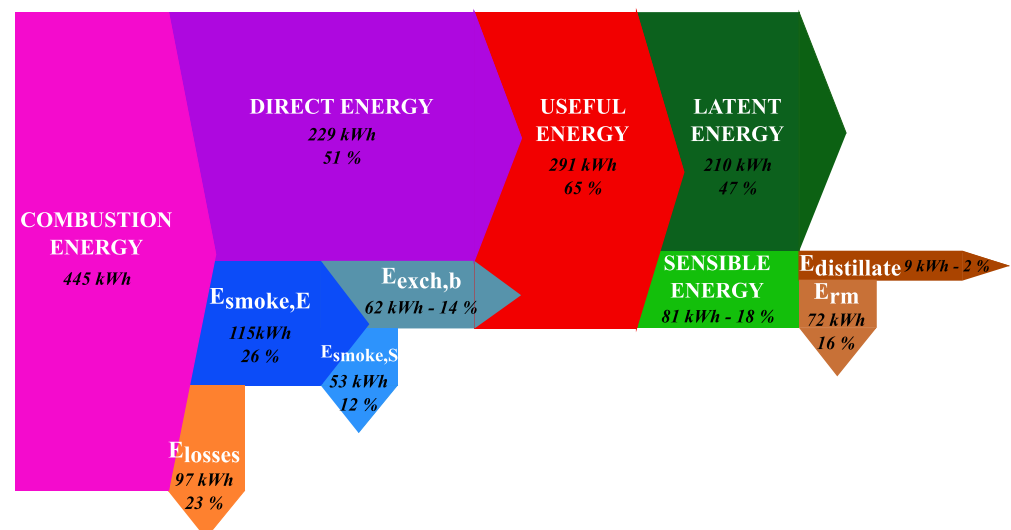 COMBUSTION
ENERGY
445 kWh
DIRECT ENERGY
229 kWh
51 %
USEFUL
ENERGY
291 kWh
65 %
LATENT
ENERGY
210 kWh
47 %
Esmoke,E
115kWh
26 %
Eexch,b
62 kWh - 14 %
Esmoke,S
53 kWh
12 %
Elosses
97 kWh
23 %
SENSIBLE
ENERGY
81 kWh - 18 %
Edistillate 9 kWh - 2 %
Erm
72 kWh
16 %